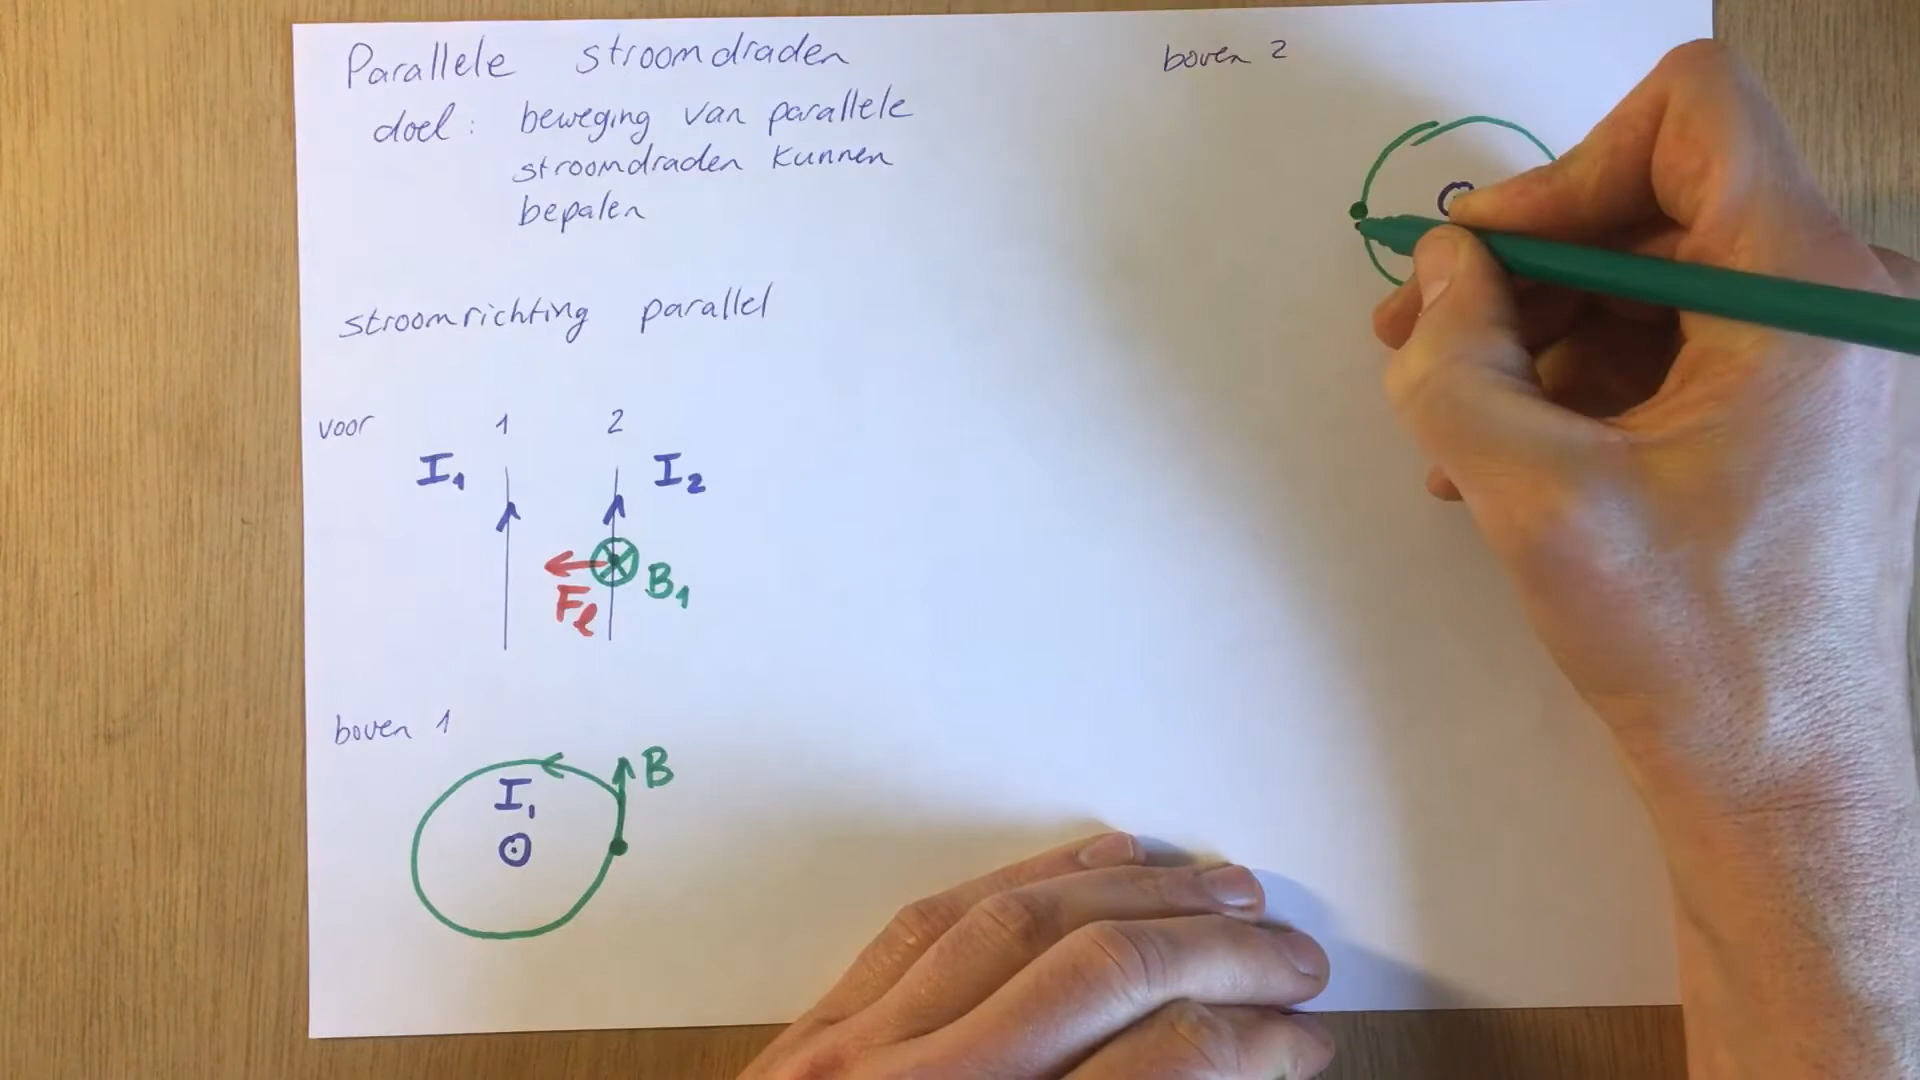 Parallele stroomdraden
doel: beweging van parallele
stroomdraden kunnen
bepalen
stroomrichting parallel
voor 1 2
I₁ I₂
B₁
Fℓ
boven 1
B
I₁
boven 2